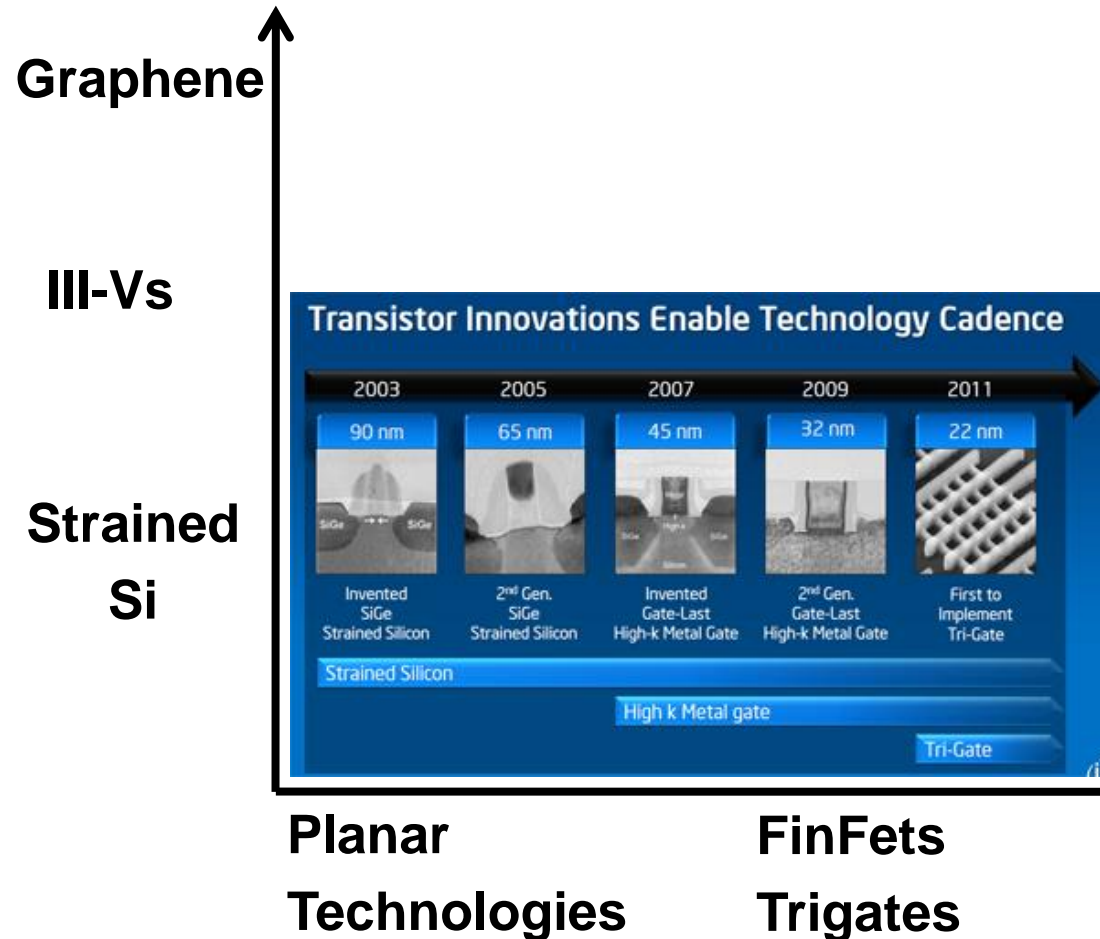 Graphene
III-Vs
Strained
Si
Transistor Innovations Enable Technology Cadence
2003 2005 2007 2009 2011
90 nm 65 nm 45 nm 32 nm 22 nm
SiGe SiGe
High-k
SiGe SiGe
Invented
SiGe
Strained Silicon
2nd Gen.
SiGe
Strained Silicon
Invented
Gate-Last
High-k Metal Gate
2nd Gen.
Gate-Last
High-k Metal Gate
First to
Implement
Tri-Gate
Strained Silicon
High k Metal gate
Tri-Gate
Planar
Technologies
FinFets
Trigates